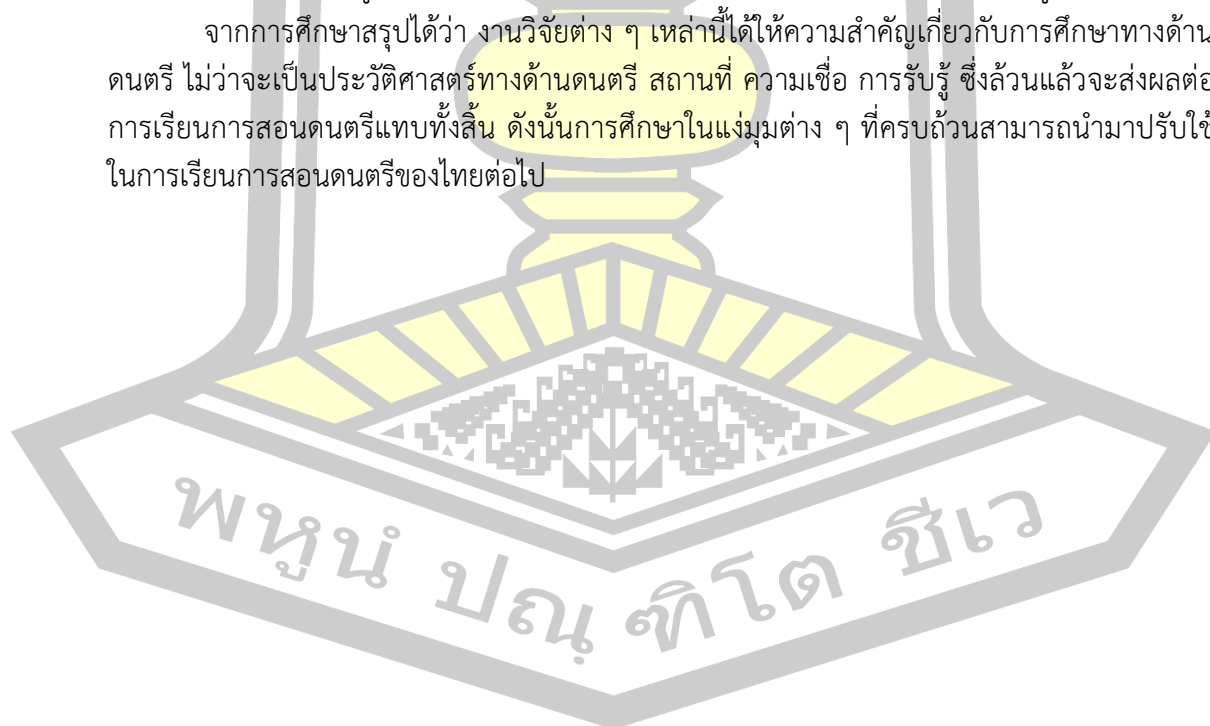 จากการศึกษาสรุปได้ว่า งานวิจัยต่าง ๆ เหล่านี้ได้ให้ความสำคัญเกี่ยวกับการศึกษาทางด้าน
ดนตรี ไม่ว่าจะเป็นประวัติศาสตร์ทางด้านดนตรี สถานที่ ความเชื่อ การรับรู้ ซึ่งล้วนแล้วจะส่งผลต่อ
การเรียนการสอนดนตรีแทบทั้งสิ้น ดังนั้นการศึกษาในแง่มุมต่าง ๆ ที่ครบถ้วนสามารถนำมาปรับใช้
ในการเรียนการสอนดนตรีของไทยต่อไป
พหูนํ ปณฺฑิโต ชีเว